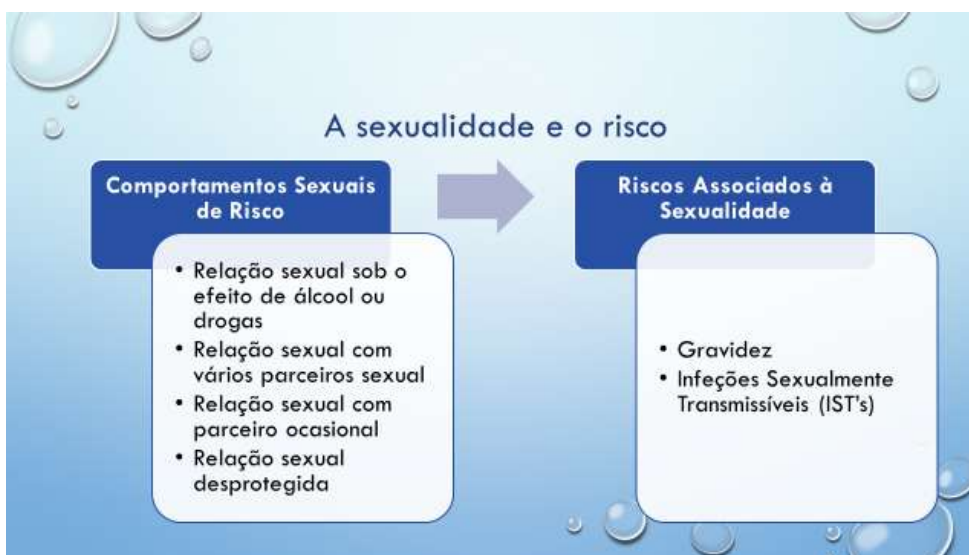 A sexualidade e o risco
Comportamentos Sexuais
de Risco
• Relação sexual sob o
efeito de álcool ou
drogas
• Relação sexual com
vários parceiros sexual
• Relação sexual com
parceiro ocasional
• Relação sexual
desprotegida
Riscos Associados à
Sexualidade
• Gravidez
• Infeções Sexualmente
Transmissíveis (IST's)